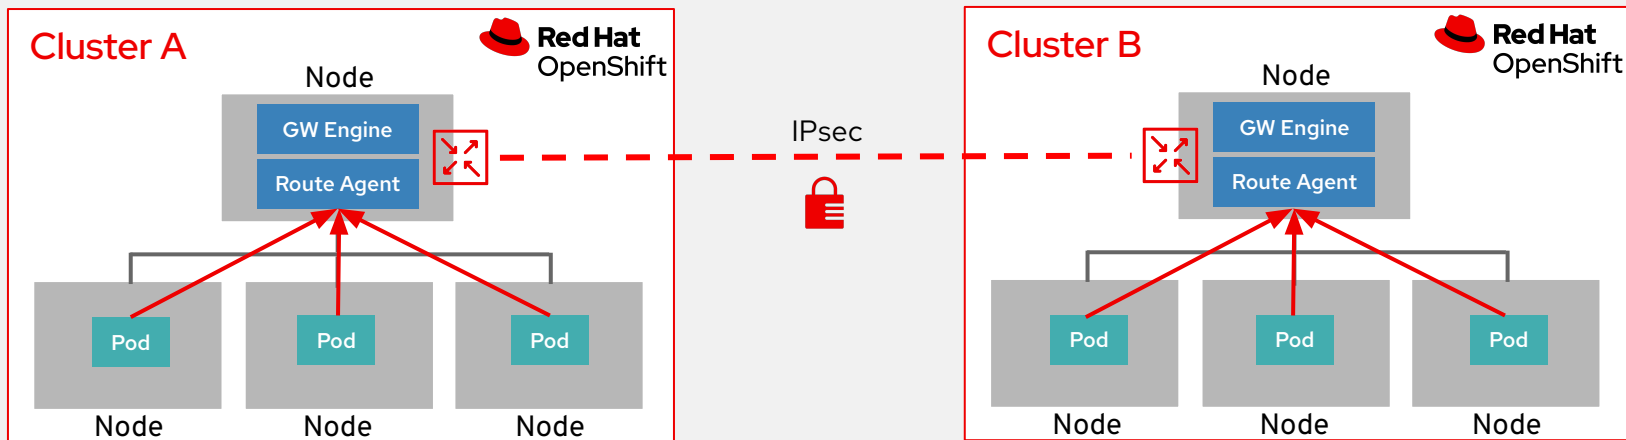 Cluster A
Red Hat
OpenShift
Node
GW Engine
Route Agent
Pod
Pod
Pod
Node
Node
Node
IPsec
Cluster B
Red Hat
OpenShift
Node
GW Engine
Route Agent
Pod
Pod
Pod
Node
Node
Node